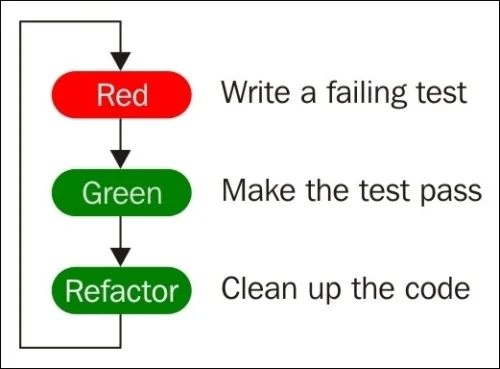 Red Write a failing test
Green Make the test pass
Refactor Clean up the code